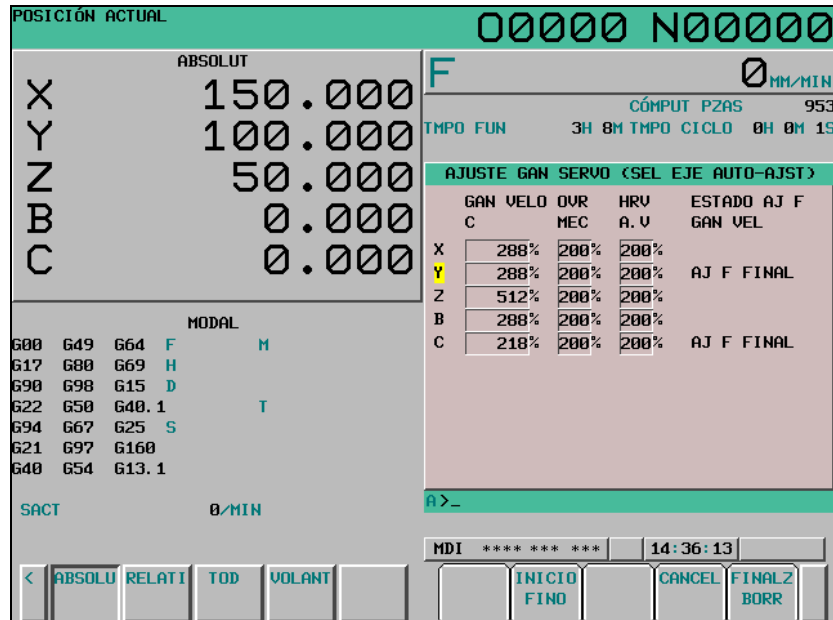 POSICIÓN ACTUAL
O0000 N00000
ABSOLUT
X 150.000
Y 100.000
Z 50.000
B 0.000
C 0.000
F 0 MM/MIN
CÓMPUT PZAS 953
TMPO FUN 3H 8M TMPO CICLO 0H 0M 1S
AJUSTE GAN SERVO (SEL EJE AUTO-AJST)
GAN VELO OVR HRV ESTADO AJ F
C MEC A.V GAN VEL
X 288% 200% 200%
Y 288% 200% 200% AJ F FINAL
Z 512% 200% 200%
B 288% 200% 200%
C 218% 200% 200% AJ F FINAL
MODAL
G00 G49 G64 F M
G17 G80 G69 H
G90 G98 G15 D
G22 G50 G40.1 T
G94 G67 G25 S
G21 G97 G160
G40 G54 G13.1
SACT 0/MIN
A>_
MDI **** *** *** 14:36:13
< ABSOLU RELATI TOD VOLANT
INICIO FINO CANCEL FINALZ BORR